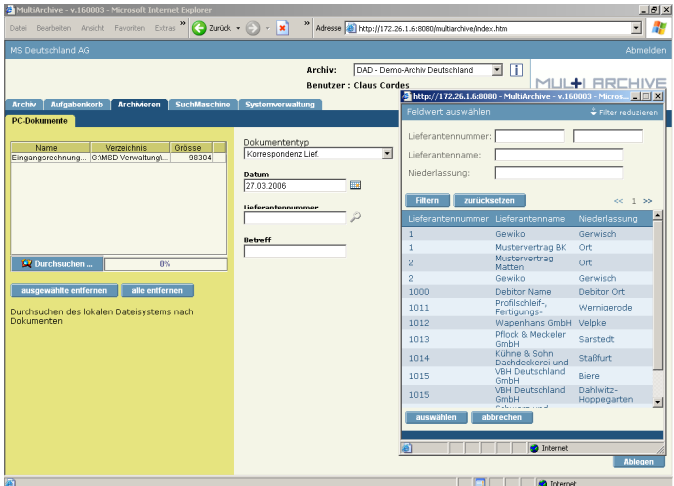 MultiArchive - v.160003 - Microsoft Internet Explorer
Datei Bearbeiten Ansicht Favoriten Extras » Zurück » Adresse http://172.26.1.6:8080/multiarchive/index.htm
MS Deutschland AG Abmelden
Archiv: DAD - Demo-Archiv Deutschland
Benutzer : Claus Cordes
MULTI ARCHIVE
Archiv Aufgabenkorb Archivieren SuchMaschine Systemverwaltung
PC-Dokumente
Name Verzeichnis Grösse
Eingangsrechnung... G:\MSD Verwaltung\... 98304
Durchsuchen ... 0%
ausgewählte entfernen alle entfernen
Durchsuchen des lokalen Dateisystems nach
Dokumenten
Dokumententyp
Korrespondenz Lief.
Datum
27.03.2006
Lieferantennummer
Betreff
http://172.26.1.6:8080 - MultiArchive - v.160003 - Micros...
Feldwert auswählen Filter reduzieren
Lieferantennummer:
Lieferantenname:
Niederlassung:
Filtern zurücksetzen << 1 >>
Lieferantennummer Lieferantenname Niederlassung
1 Gewiko Gerwisch
1 Mustervertrag BK Ort
2 Mustervertrag Matten Ort
2 Gewiko Gerwisch
1000 Debitor Name Debitor Ort
1011 Profilschleif-, Fertigungs- Wernigerode
1012 Wapenhans GmbH Velpke
1013 Pflock & Meckeler GmbH Sarstedt
1014 Kühne & Sohn Dachdeckerei und Staßfurt
1015 VBH Deutschland GmbH Biere
1015 VBH Deutschland GmbH Dahlwitz-Hoppegarten
auswählen abbrechen
Internet
Ablegen
Internet